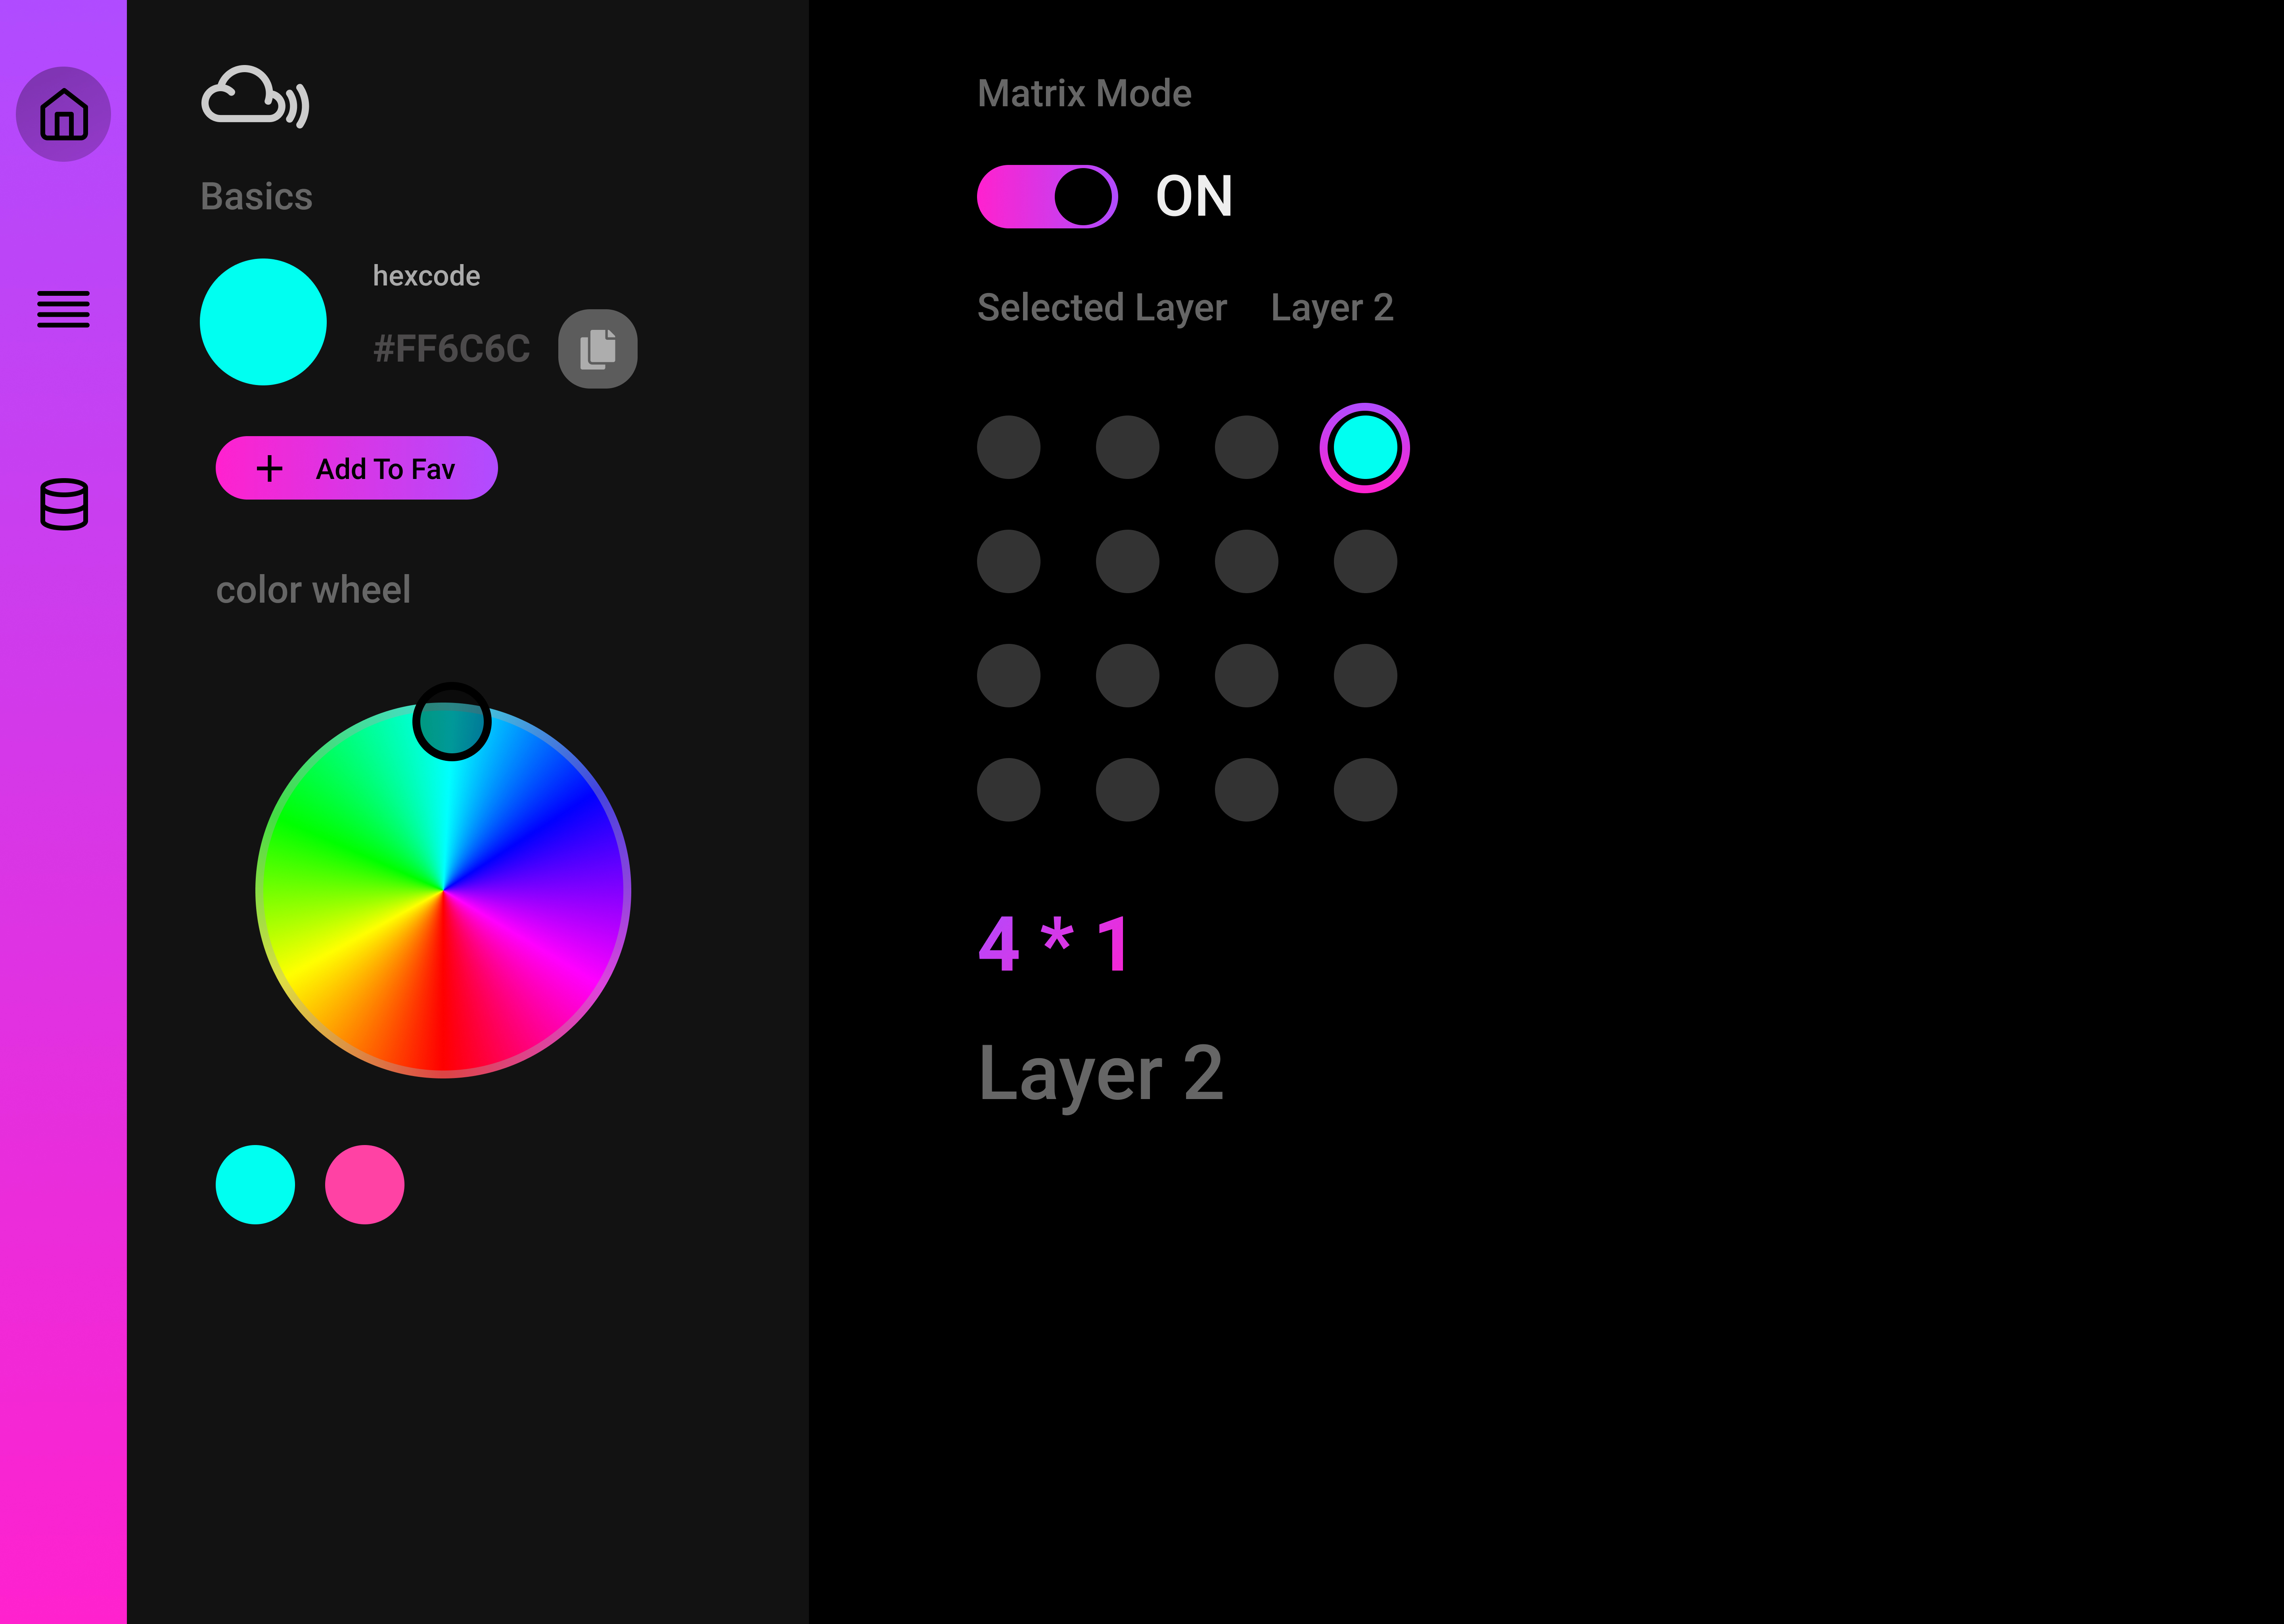 Basics
hexcode
#FF6C6C
Add To Fav
color wheel
Matrix Mode
ON
Selected Layer Layer 2
4 * 1
Layer 2